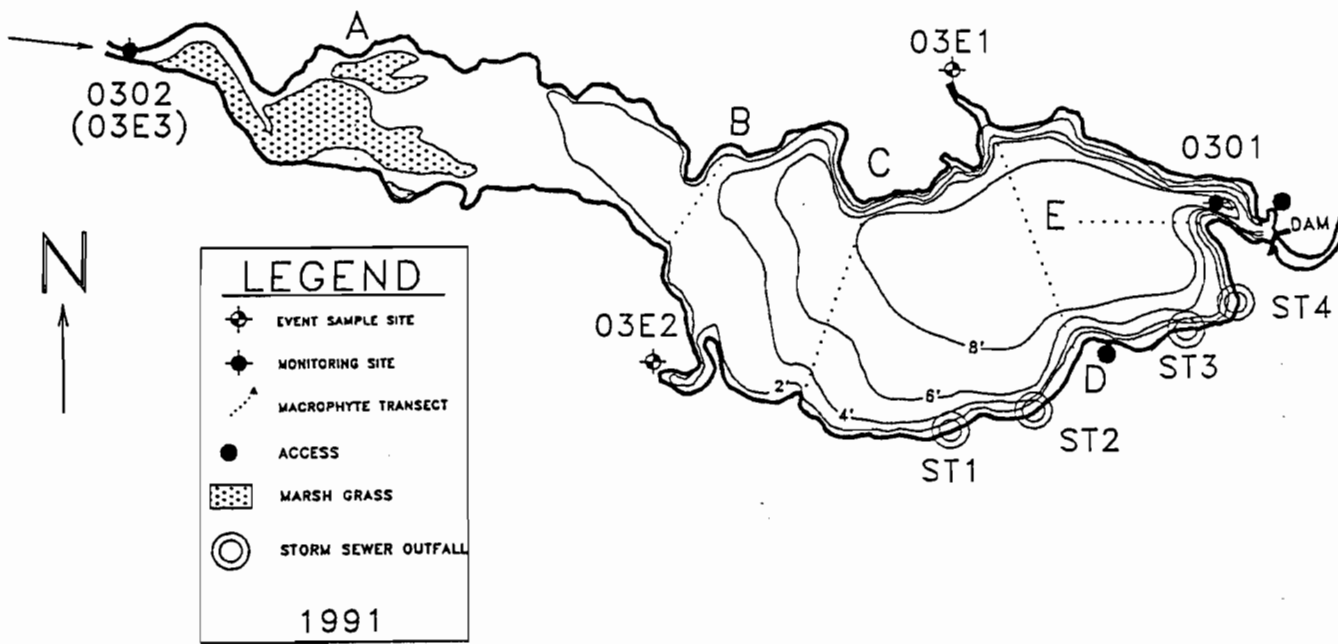 A
03E1
0302
(03E3)
B
C
0301
E
DAM
N
LEGEND
EVENT SAMPLE SITE
MONITORING SITE
MACROPHYTE TRANSECT
ACCESS
MARSH GRASS
STORM SEWER OUTFALL
1991
03E2
ST4
ST3
8'
D
2'
6'
4'
ST2
ST1